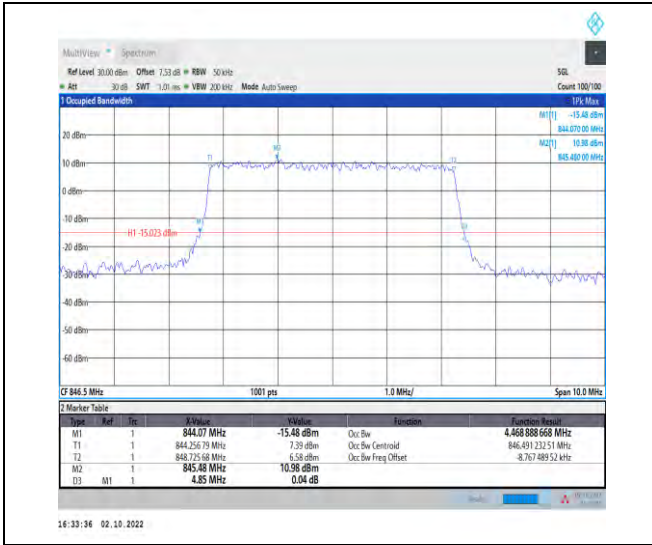 MultiView Spectrum
Ref Level 30.00 dBm Offset 7.53 dB RBW 50 kHz SGL
Att 30 dB SWT 1.01 ms VBW 200 kHz Mode Auto Sweep Count 100/100
1 Occupied Bandwidth 1Pk Max
M1[1] -15.48 dBm
844.070 00 MHz
20 dBm M2[1] 10.98 dBm
845.480 00 MHz
M2
T1 T2
10 dBm
0 dBm
-10 dBm
M1 D3
H1 -15.023 dBm
-20 dBm
-30 dBm
-40 dBm
-50 dBm
-60 dBm
CF 846.5 MHz 1001 pts 1.0 MHz/ Span 10.0 MHz
2 Marker Table
Type Ref Trc X-Value Y-Value Function Function Result
M1 1 844.07 MHz -15.48 dBm Occ Bw 4.468 888 668 MHz
T1 1 844.256 79 MHz 7.39 dBm Occ Bw Centroid 846.491 232 51 MHz
T2 1 848.725 68 MHz 6.58 dBm Occ Bw Freq Offset -8.767 489 52 kHz
M2 1 845.48 MHz 10.98 dBm
D3 M1 1 4.85 MHz 0.04 dB
16:33:36 02.10.2022